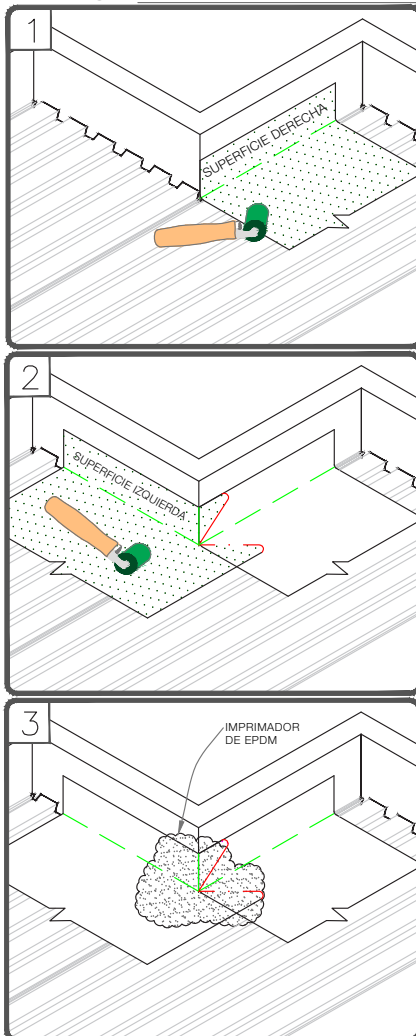 1
SUPERFICIE DERECHA
2
SUPERFICIE IZQUIERDA
3
IMPRIMADOR
DE EPDM